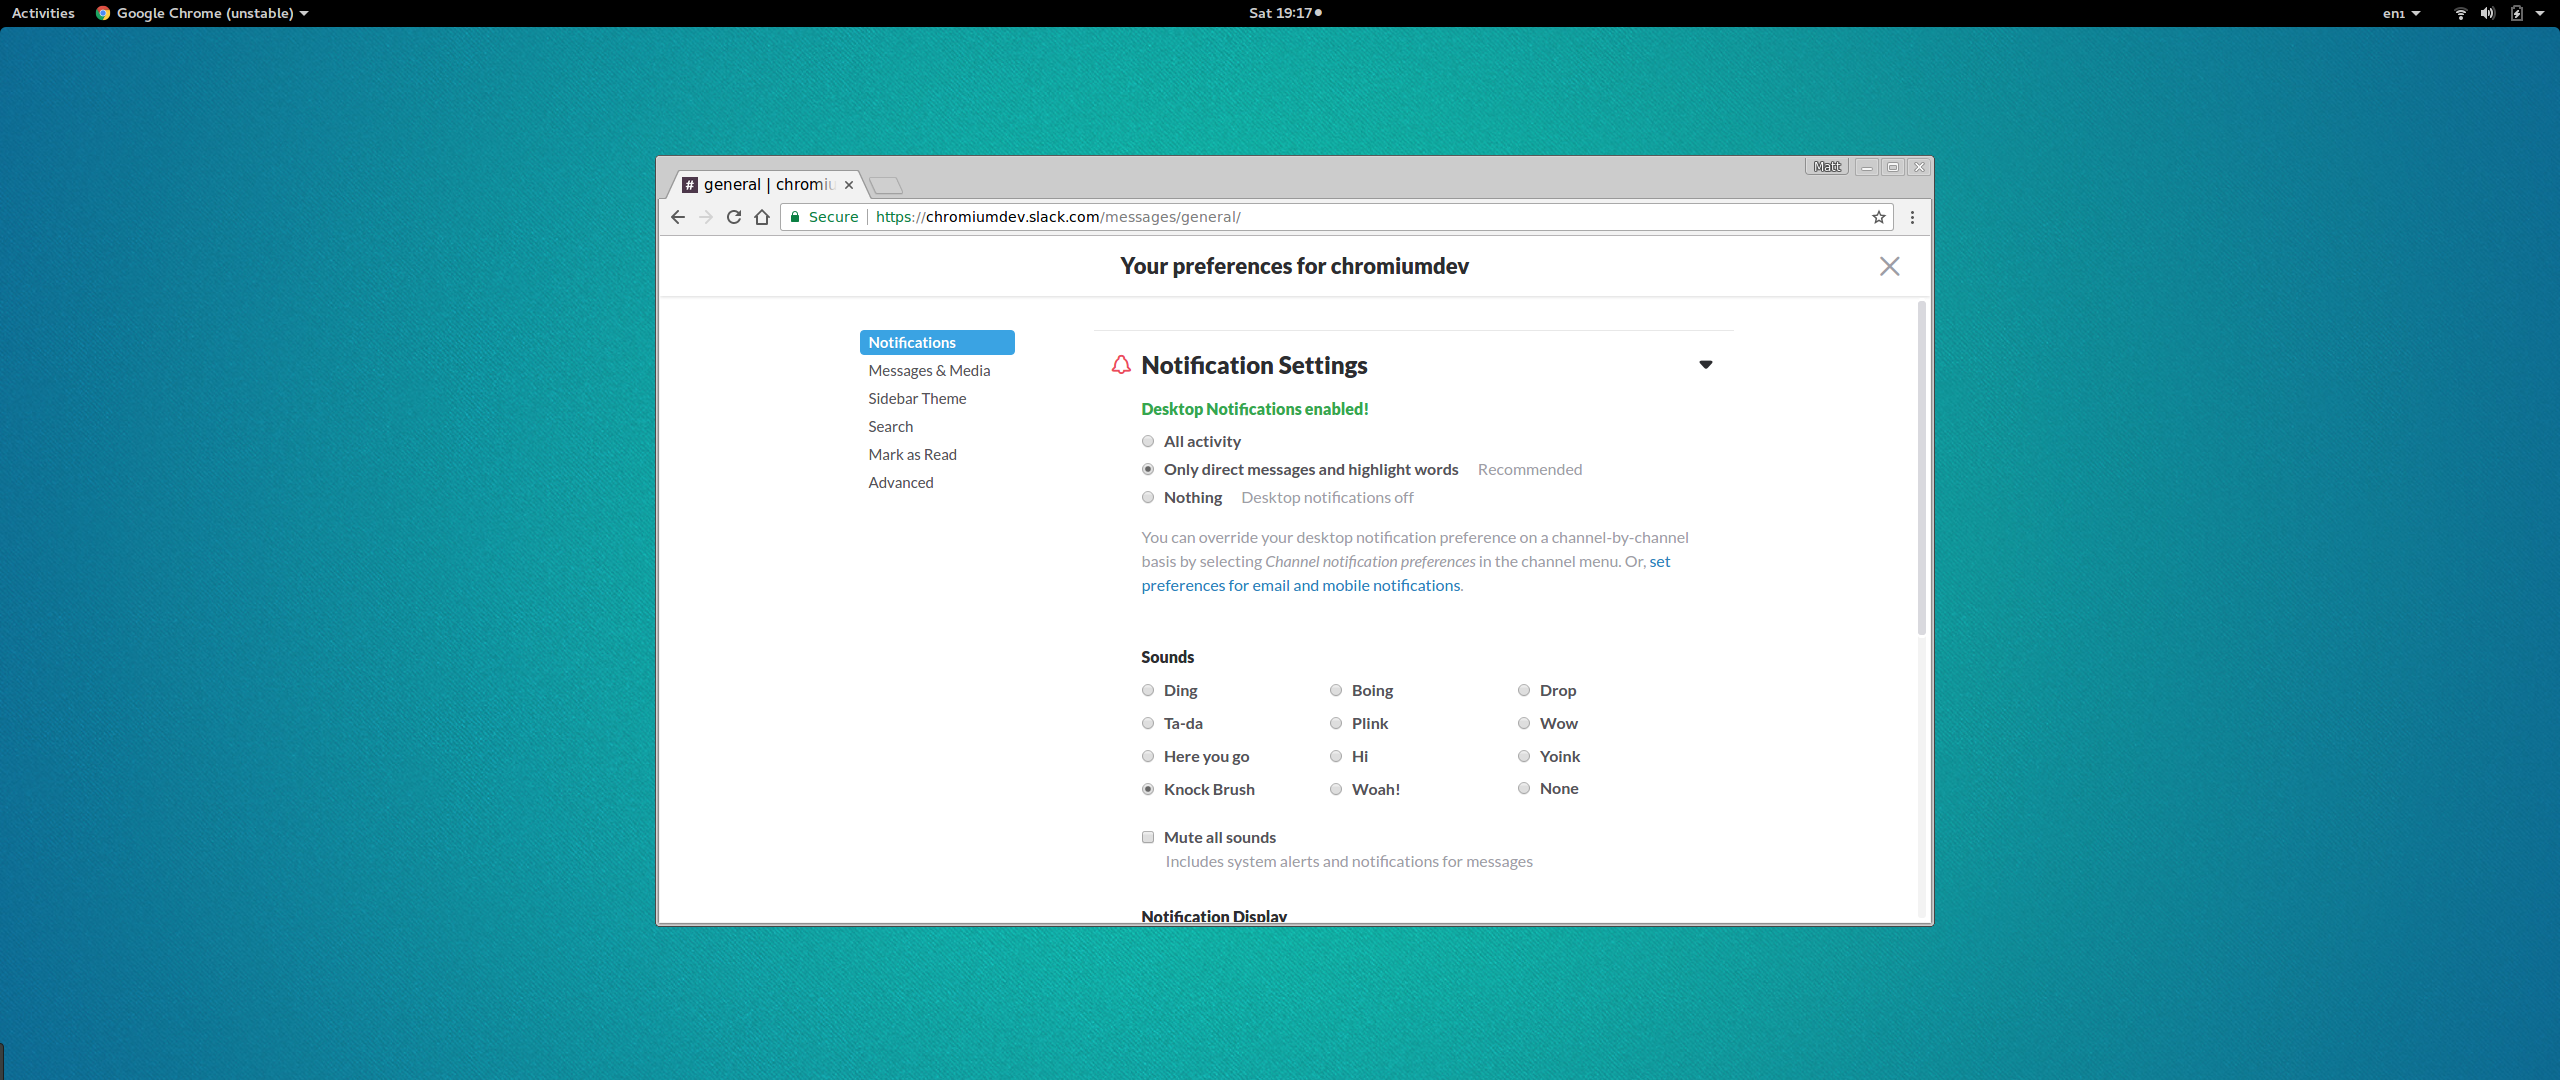 Activities Google Chrome (unstable) Sat 19:17 en₁
Matt
# general | chromiu
Secure https://chromiumdev.slack.com/messages/general/
Your preferences for chromiumdev
Notifications
Messages & Media
Sidebar Theme
Search
Mark as Read
Advanced
Notification Settings
Desktop Notifications enabled!
All activity
Only direct messages and highlight words Recommended
Nothing Desktop notifications off
You can override your desktop notification preference on a channel-by-channel
basis by selecting Channel notification preferences in the channel menu. Or, set
preferences for email and mobile notifications.
Sounds
Ding Boing Drop
Ta-da Plink Wow
Here you go Hi Yoink
Knock Brush Woah! None
Mute all sounds
Includes system alerts and notifications for messages
Notification Display